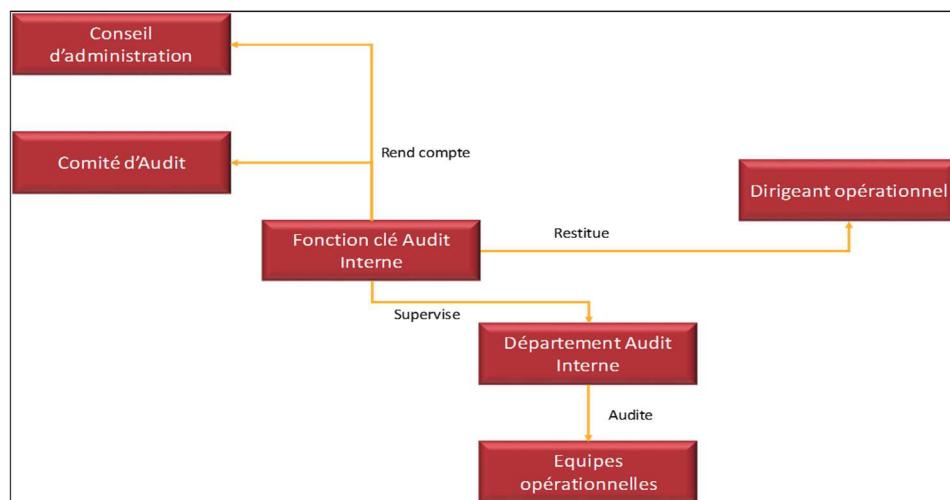 Conseil
d'administration
Comité d'Audit
Rend compte
Dirigeant opérationnel
Fonction clé Audit
Interne
Restitue
Supervise
Département Audit
Interne
Audite
Equipes
opérationnelles